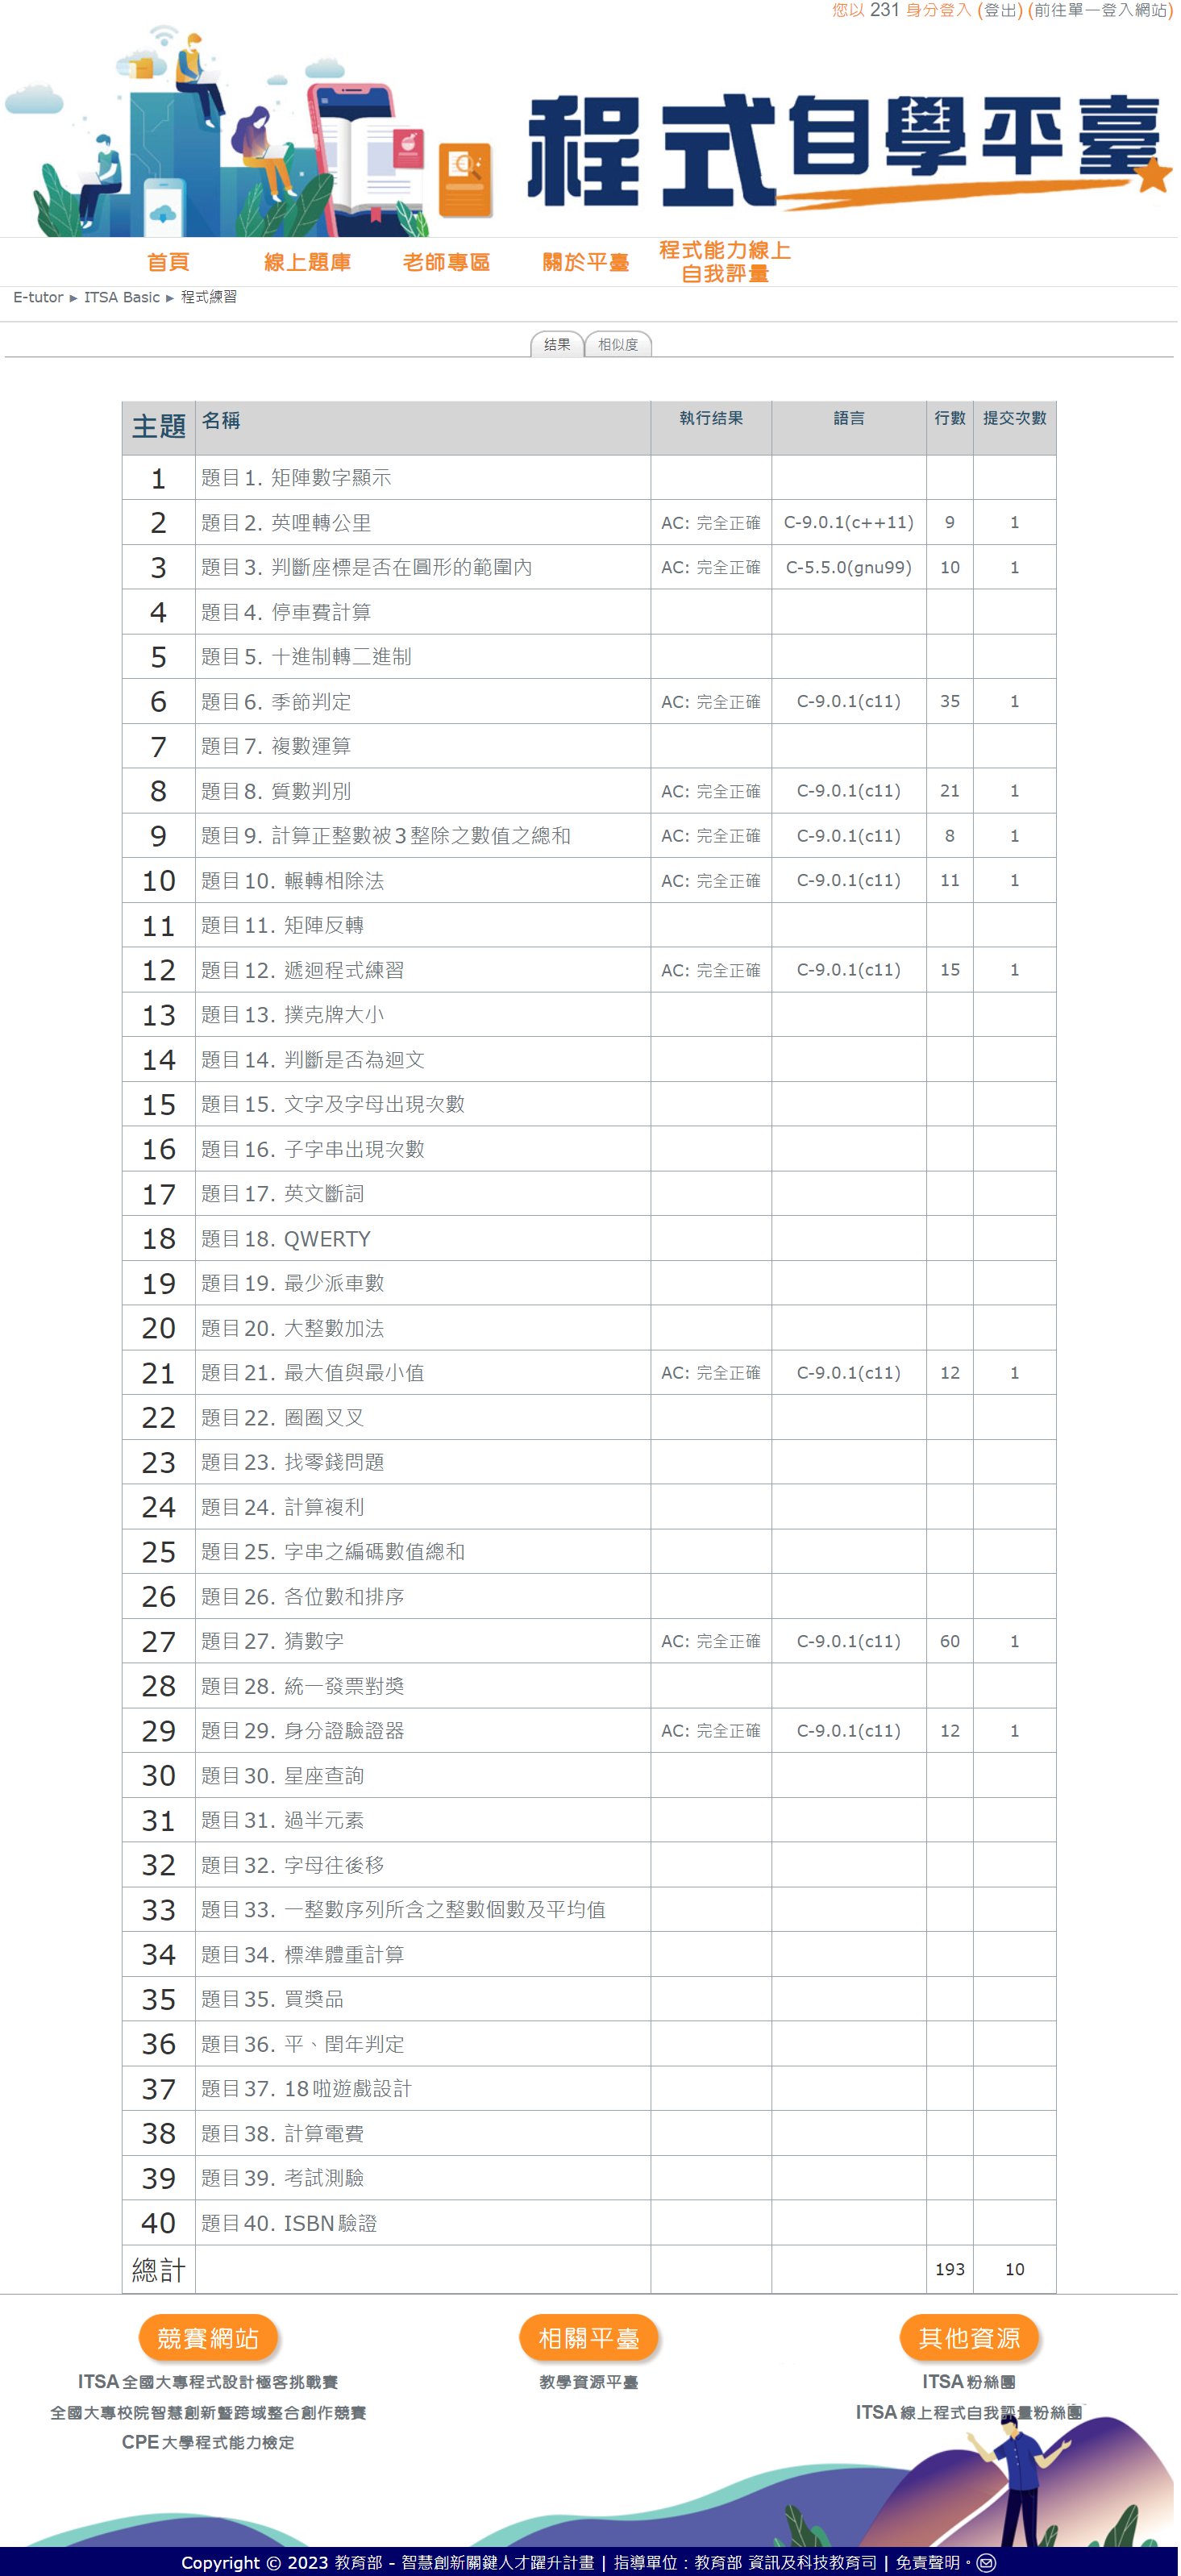 您以 231 身分登入 (登出) (前往單一登入網站)
程式自學平臺
首頁 線上題庫 老師專區 關於平臺 程式能力線上
自我評量
E-tutor ► ITSA Basic ► 程式練習
结果 相似度
主題 名稱 執行结果 語言 行數 提交次數
1 題目1. 矩陣數字顯示
2 題目2. 英哩轉公里 AC: 完全正確 C-9.0.1(c++11) 9 1
3 題目3. 判斷座標是否在圓形的範圍內 AC: 完全正確 C-5.5.0(gnu99) 10 1
4 題目4. 停車費計算
5 題目5. 十進制轉二進制
6 題目6. 季節判定 AC: 完全正確 C-9.0.1(c11) 35 1
7 題目7. 複數運算
8 題目8. 質數判別 AC: 完全正確 C-9.0.1(c11) 21 1
9 題目9. 計算正整數被3整除之數值之總和 AC: 完全正確 C-9.0.1(c11) 8 1
10 題目10. 輾轉相除法 AC: 完全正確 C-9.0.1(c11) 11 1
11 題目11. 矩陣反轉
12 題目12. 遞迴程式練習 AC: 完全正確 C-9.0.1(c11) 15 1
13 題目13. 撲克牌大小
14 題目14. 判斷是否為迴文
15 題目15. 文字及字母出現次數
16 題目16. 子字串出現次數
17 題目17. 英文斷詞
18 題目18. QWERTY
19 題目19. 最少派車數
20 題目20. 大整數加法
21 題目21. 最大值與最小值 AC: 完全正確 C-9.0.1(c11) 12 1
22 題目22. 圈圈叉叉
23 題目23. 找零錢問題
24 題目24. 計算複利
25 題目25. 字串之編碼數值總和
26 題目26. 各位數和排序
27 題目27. 猜數字 AC: 完全正確 C-9.0.1(c11) 60 1
28 題目28. 統一發票對獎
29 題目29. 身分證驗證器 AC: 完全正確 C-9.0.1(c11) 12 1
30 題目30. 星座查詢
31 題目31. 過半元素
32 題目32. 字母往後移
33 題目33. 一整數序列所含之整數個數及平均值
34 題目34. 標準體重計算
35 題目35. 買獎品
36 題目36. 平、閏年判定
37 題目37. 18啦遊戲設計
38 題目38. 計算電費
39 題目39. 考試測驗
40 題目40. ISBN驗證
總計 193 10
競賽網站 相關平臺 其他資源
ITSA全國大專程式設計極客挑戰賽 教學資源平臺 ITSA粉絲團
全國大專校院智慧創新暨跨域整合創作競賽 ITSA線上程式自我評量粉絲團
CPE大學程式能力檢定
Copyright © 2023 教育部 - 智慧創新關鍵人才躍升計畫 | 指導單位：教育部 資訊及科技教育司 | 免責聲明。